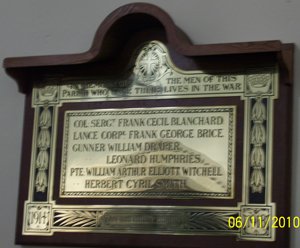 THE MEN OF THIS
PARISH WHO GAVE THEIR LIVES IN THE WAR
COL SERGT FRANK CECIL BLANCHARD
LANCE CORPL FRANK GEORGE BRICE
GUNNER WILLIAM DRAPER
LEONARD HUMPHRIES,
PTE WILLIAM ARTHUR ELLIOTT WITCHELL
HERBERT CYRIL SMITH
1914
06/11/2010